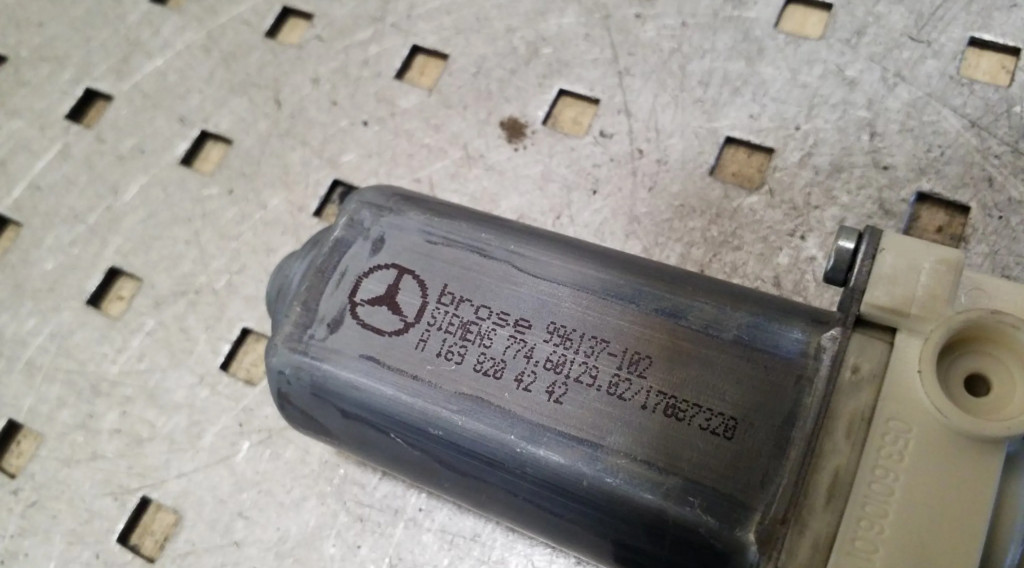 brose 996137-102
SIEMENS 774.60129.02/17087320
A 169 820 42 42